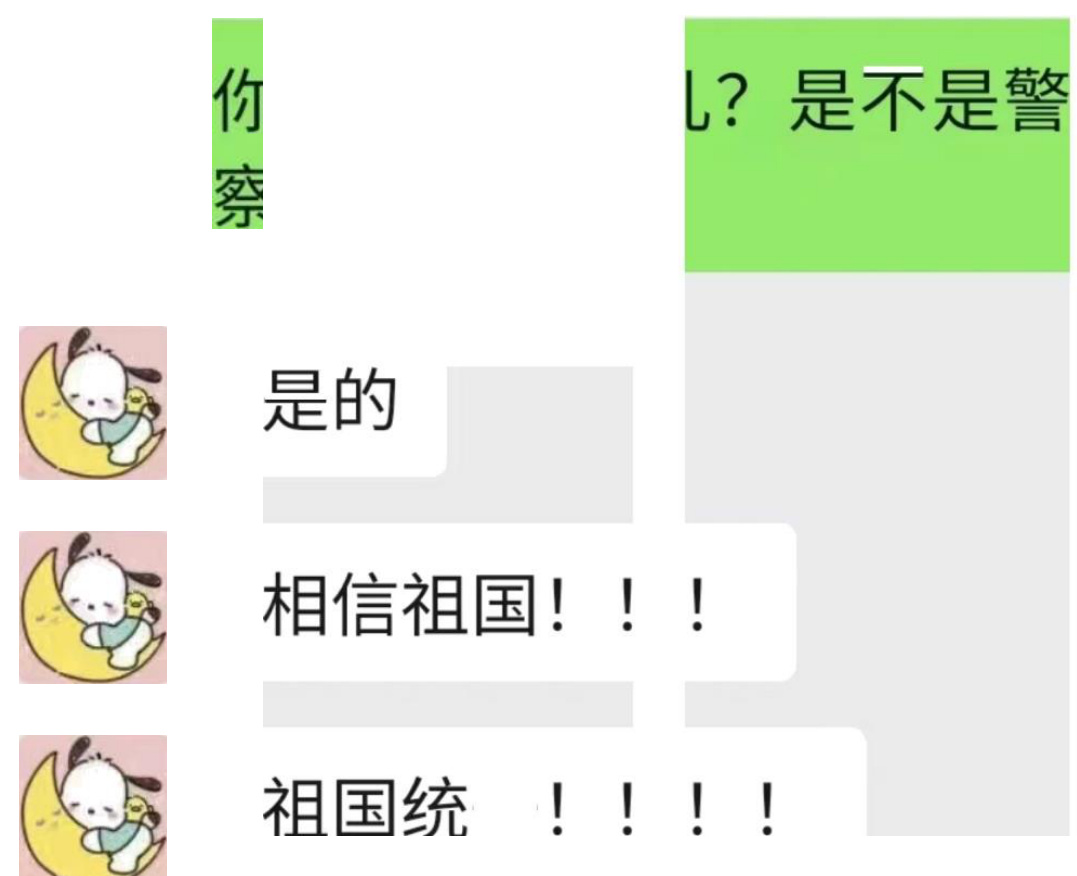 你 ？是不是警
察
是的
相信祖国！！！
祖国统 ！！！！